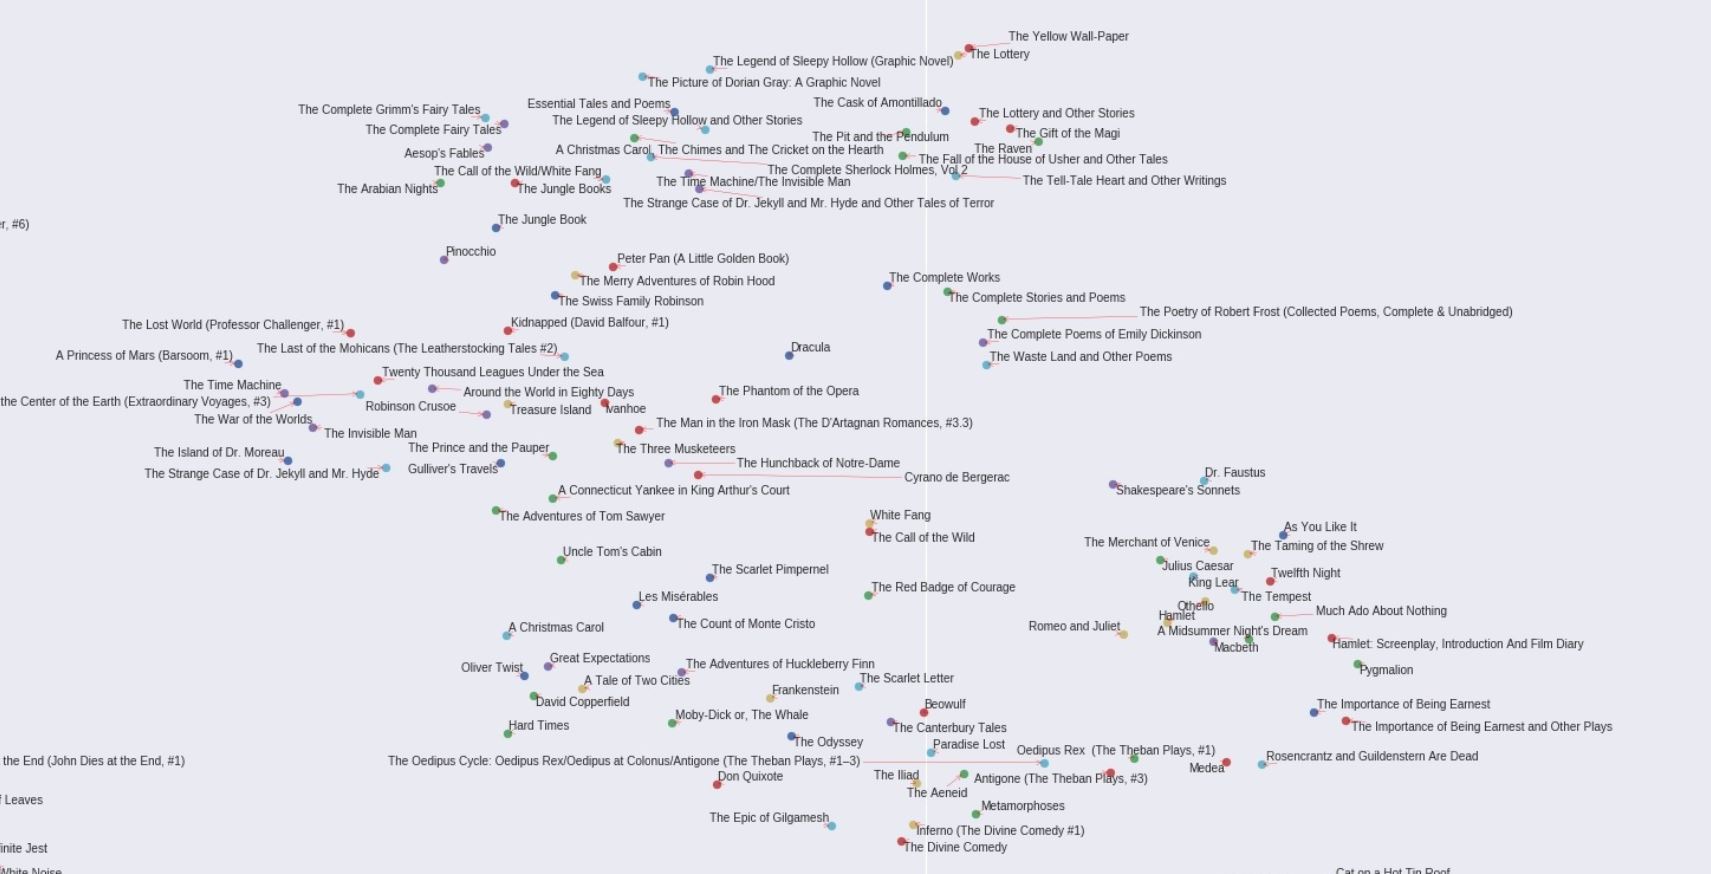 The Yellow Wall-Paper
The Lottery
The Legend of Sleepy Hollow (Graphic Novel)
The Picture of Dorian Gray: A Graphic Novel
Essential Tales and Poems
The Cask of Amontillado
The Complete Grimm's Fairy Tales
The Lottery and Other Stories
The Legend of Sleepy Hollow and Other Stories
The Complete Fairy Tales
The Gift of the Magi
The Pit and the Pendulum
The Raven
A Christmas Carol, The Chimes and The Cricket on the Hearth
Aesop's Fables
The Fall of the House of Usher and Other Tales
The Call of the Wild/White Fang
The Complete Sherlock Holmes, Vol 2
The Time Machine/The Invisible Man
The Tell-Tale Heart and Other Writings
The Arabian Nights
The Jungle Books
The Strange Case of Dr. Jekyll and Mr. Hyde and Other Tales of Terror
The Jungle Book
r, #6)
Pinocchio
Peter Pan (A Little Golden Book)
The Complete Works
The Merry Adventures of Robin Hood
The Complete Stories and Poems
The Swiss Family Robinson
The Poetry of Robert Frost (Collected Poems, Complete & Unabridged)
Kidnapped (David Balfour, #1)
The Lost World (Professor Challenger, #1)
The Complete Poems of Emily Dickinson
The Last of the Mohicans (The Leatherstocking Tales #2)
Dracula
A Princess of Mars (Barsoom, #1)
The Waste Land and Other Poems
Twenty Thousand Leagues Under the Sea
The Time Machine
Around the World in Eighty Days
The Phantom of the Opera
the Center of the Earth (Extraordinary Voyages, #3)
Robinson Crusoe
Treasure Island
Ivanhoe
The War of the Worlds
The Man in the Iron Mask (The D'Artagnan Romances, #3.3)
The Invisible Man
The Prince and the Pauper
The Three Musketeers
The Island of Dr. Moreau
The Hunchback of Notre-Dame
Gulliver's Travels
The Strange Case of Dr. Jekyll and Mr. Hyde
Dr. Faustus
Cyrano de Bergerac
A Connecticut Yankee in King Arthur's Court
Shakespeare's Sonnets
The Adventures of Tom Sawyer
White Fang
As You Like It
The Call of the Wild
The Merchant of Venice
The Taming of the Shrew
Uncle Tom's Cabin
Julius Caesar
The Scarlet Pimpernel
Twelfth Night
King Lear
The Red Badge of Courage
Les Misérables
The Tempest
Othello
Much Ado About Nothing
Hamlet
The Count of Monte Cristo
A Christmas Carol
Romeo and Juliet
A Midsummer Night's Dream
Hamlet: Screenplay, Introduction And Film Diary
Macbeth
Great Expectations
The Adventures of Huckleberry Finn
Oliver Twist
Pygmalion
A Tale of Two Cities
The Scarlet Letter
Frankenstein
David Copperfield
Beowulf
The Importance of Being Earnest
Moby-Dick or, The Whale
Hard Times
The Canterbury Tales
The Importance of Being Earnest and Other Plays
The Odyssey
Paradise Lost
Oedipus Rex (The Theban Plays, #1)
Rosencrantz and Guildenstern Are Dead
the End (John Dies at the End, #1)
The Oedipus Cycle: Oedipus Rex/Oedipus at Colonus/Antigone (The Theban Plays, #1–3)
Medea
Don Quixote
The Iliad
Antigone (The Theban Plays, #3)
The Aeneid
f Leaves
Metamorphoses
The Epic of Gilgamesh
Inferno (The Divine Comedy #1)
inite Jest
The Divine Comedy
White Noise
Cat on a Hot Tin Roof